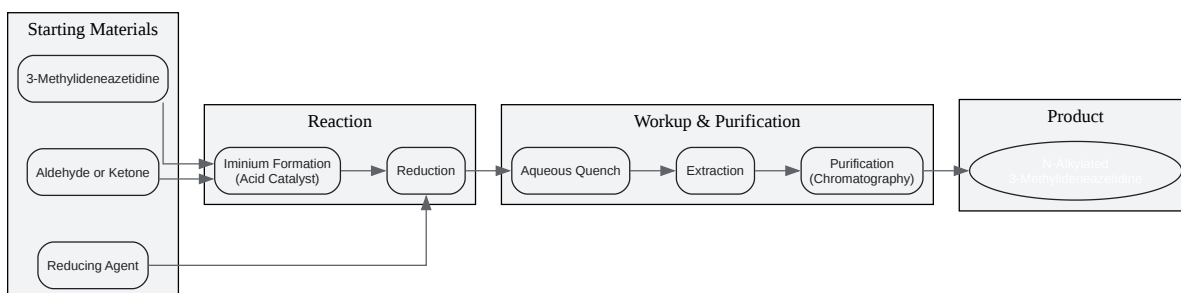 Starting Materials
3-Methylideneazetidine
Aldehyde or Ketone
Reducing Agent
Reaction
Iminium Formation
(Acid Catalyst)
Reduction
Workup & Purification
Aqueous Quench
Extraction
Purification
(Chromatography)
Product
N-Alkylated
3-Methylideneazetidine